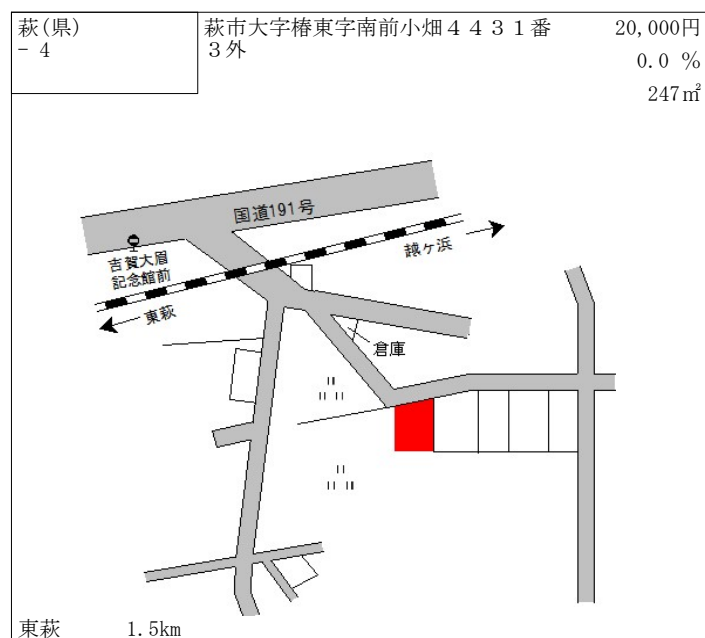 萩(県)
- 4
萩市大字椿東字南前小畑４４３１番
３外
20,000円
0.0 %
247㎡
国道191号
越ヶ浜
吉賀大眉
記念館前
東萩
倉庫
東萩 1.5km